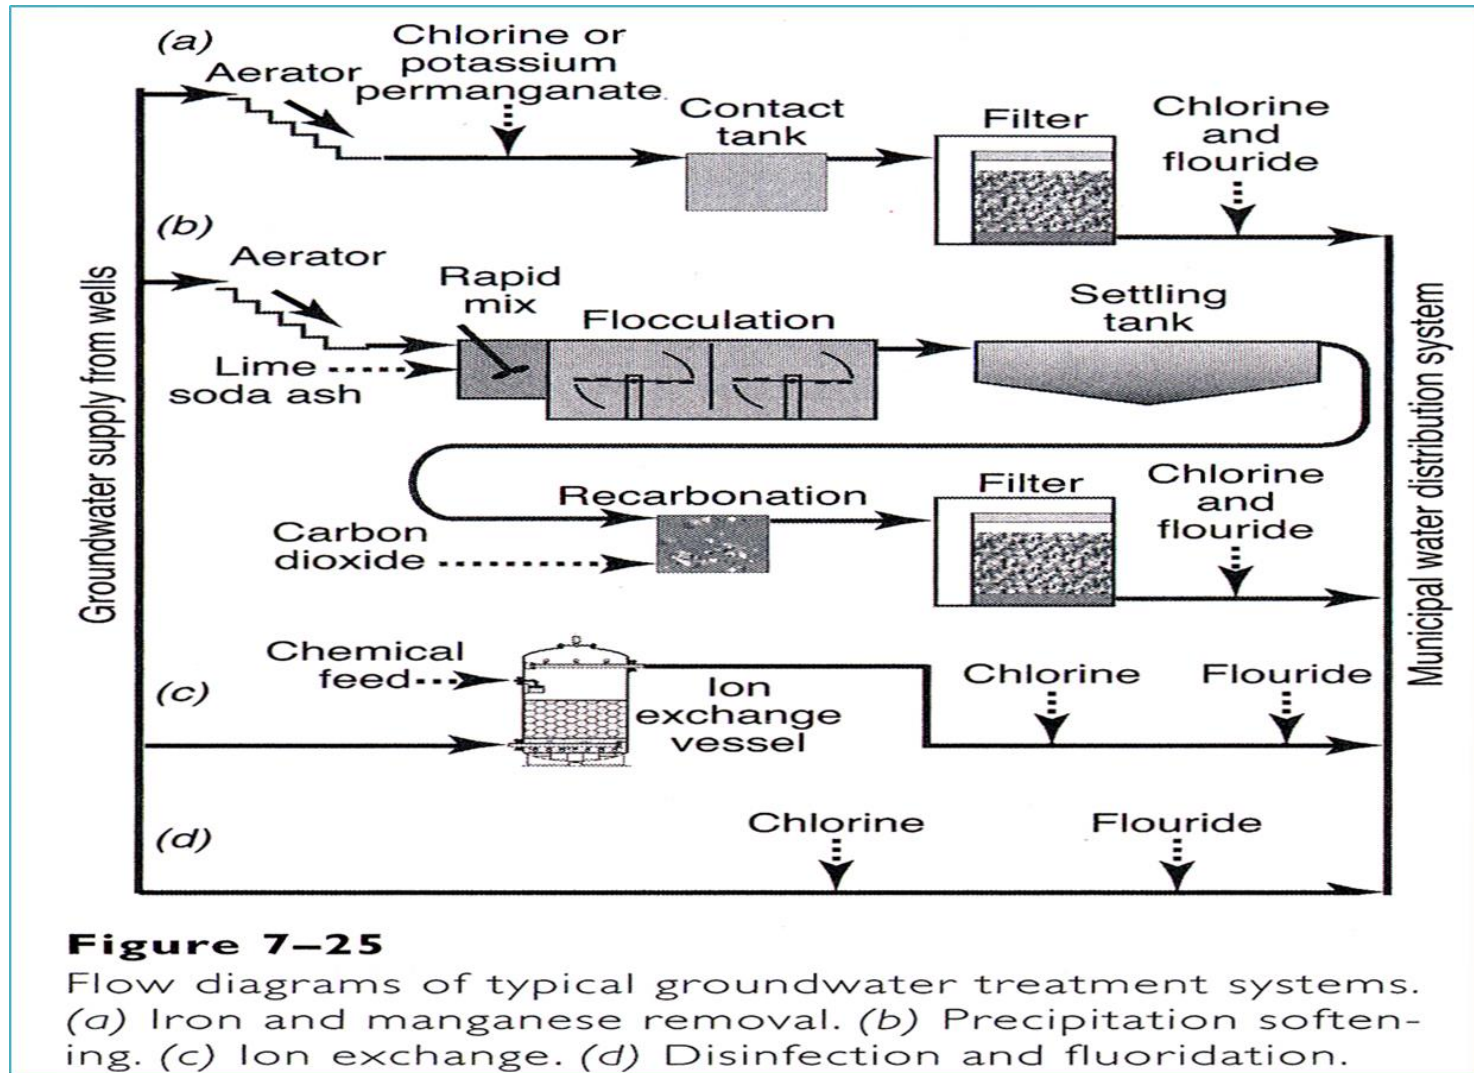 (a)
Aerator
Chlorine or
potassium
permanganate
Contact
tank
Filter
Chlorine
and
flouride
(b)
Aerator
Rapid
mix
Flocculation
Settling
tank
Lime
soda ash
Recarbonation
Carbon
dioxide
Filter
Chlorine
and
flouride
Groundwater supply from wells
Municipal water distribution system
(c)
Chemical
feed
Ion
exchange
vessel
Chlorine
Flouride
(d)
Chlorine
Flouride
Figure 7–25
Flow diagrams of typical groundwater treatment systems.
(a) Iron and manganese removal. (b) Precipitation soften-
ing. (c) Ion exchange. (d) Disinfection and fluoridation.